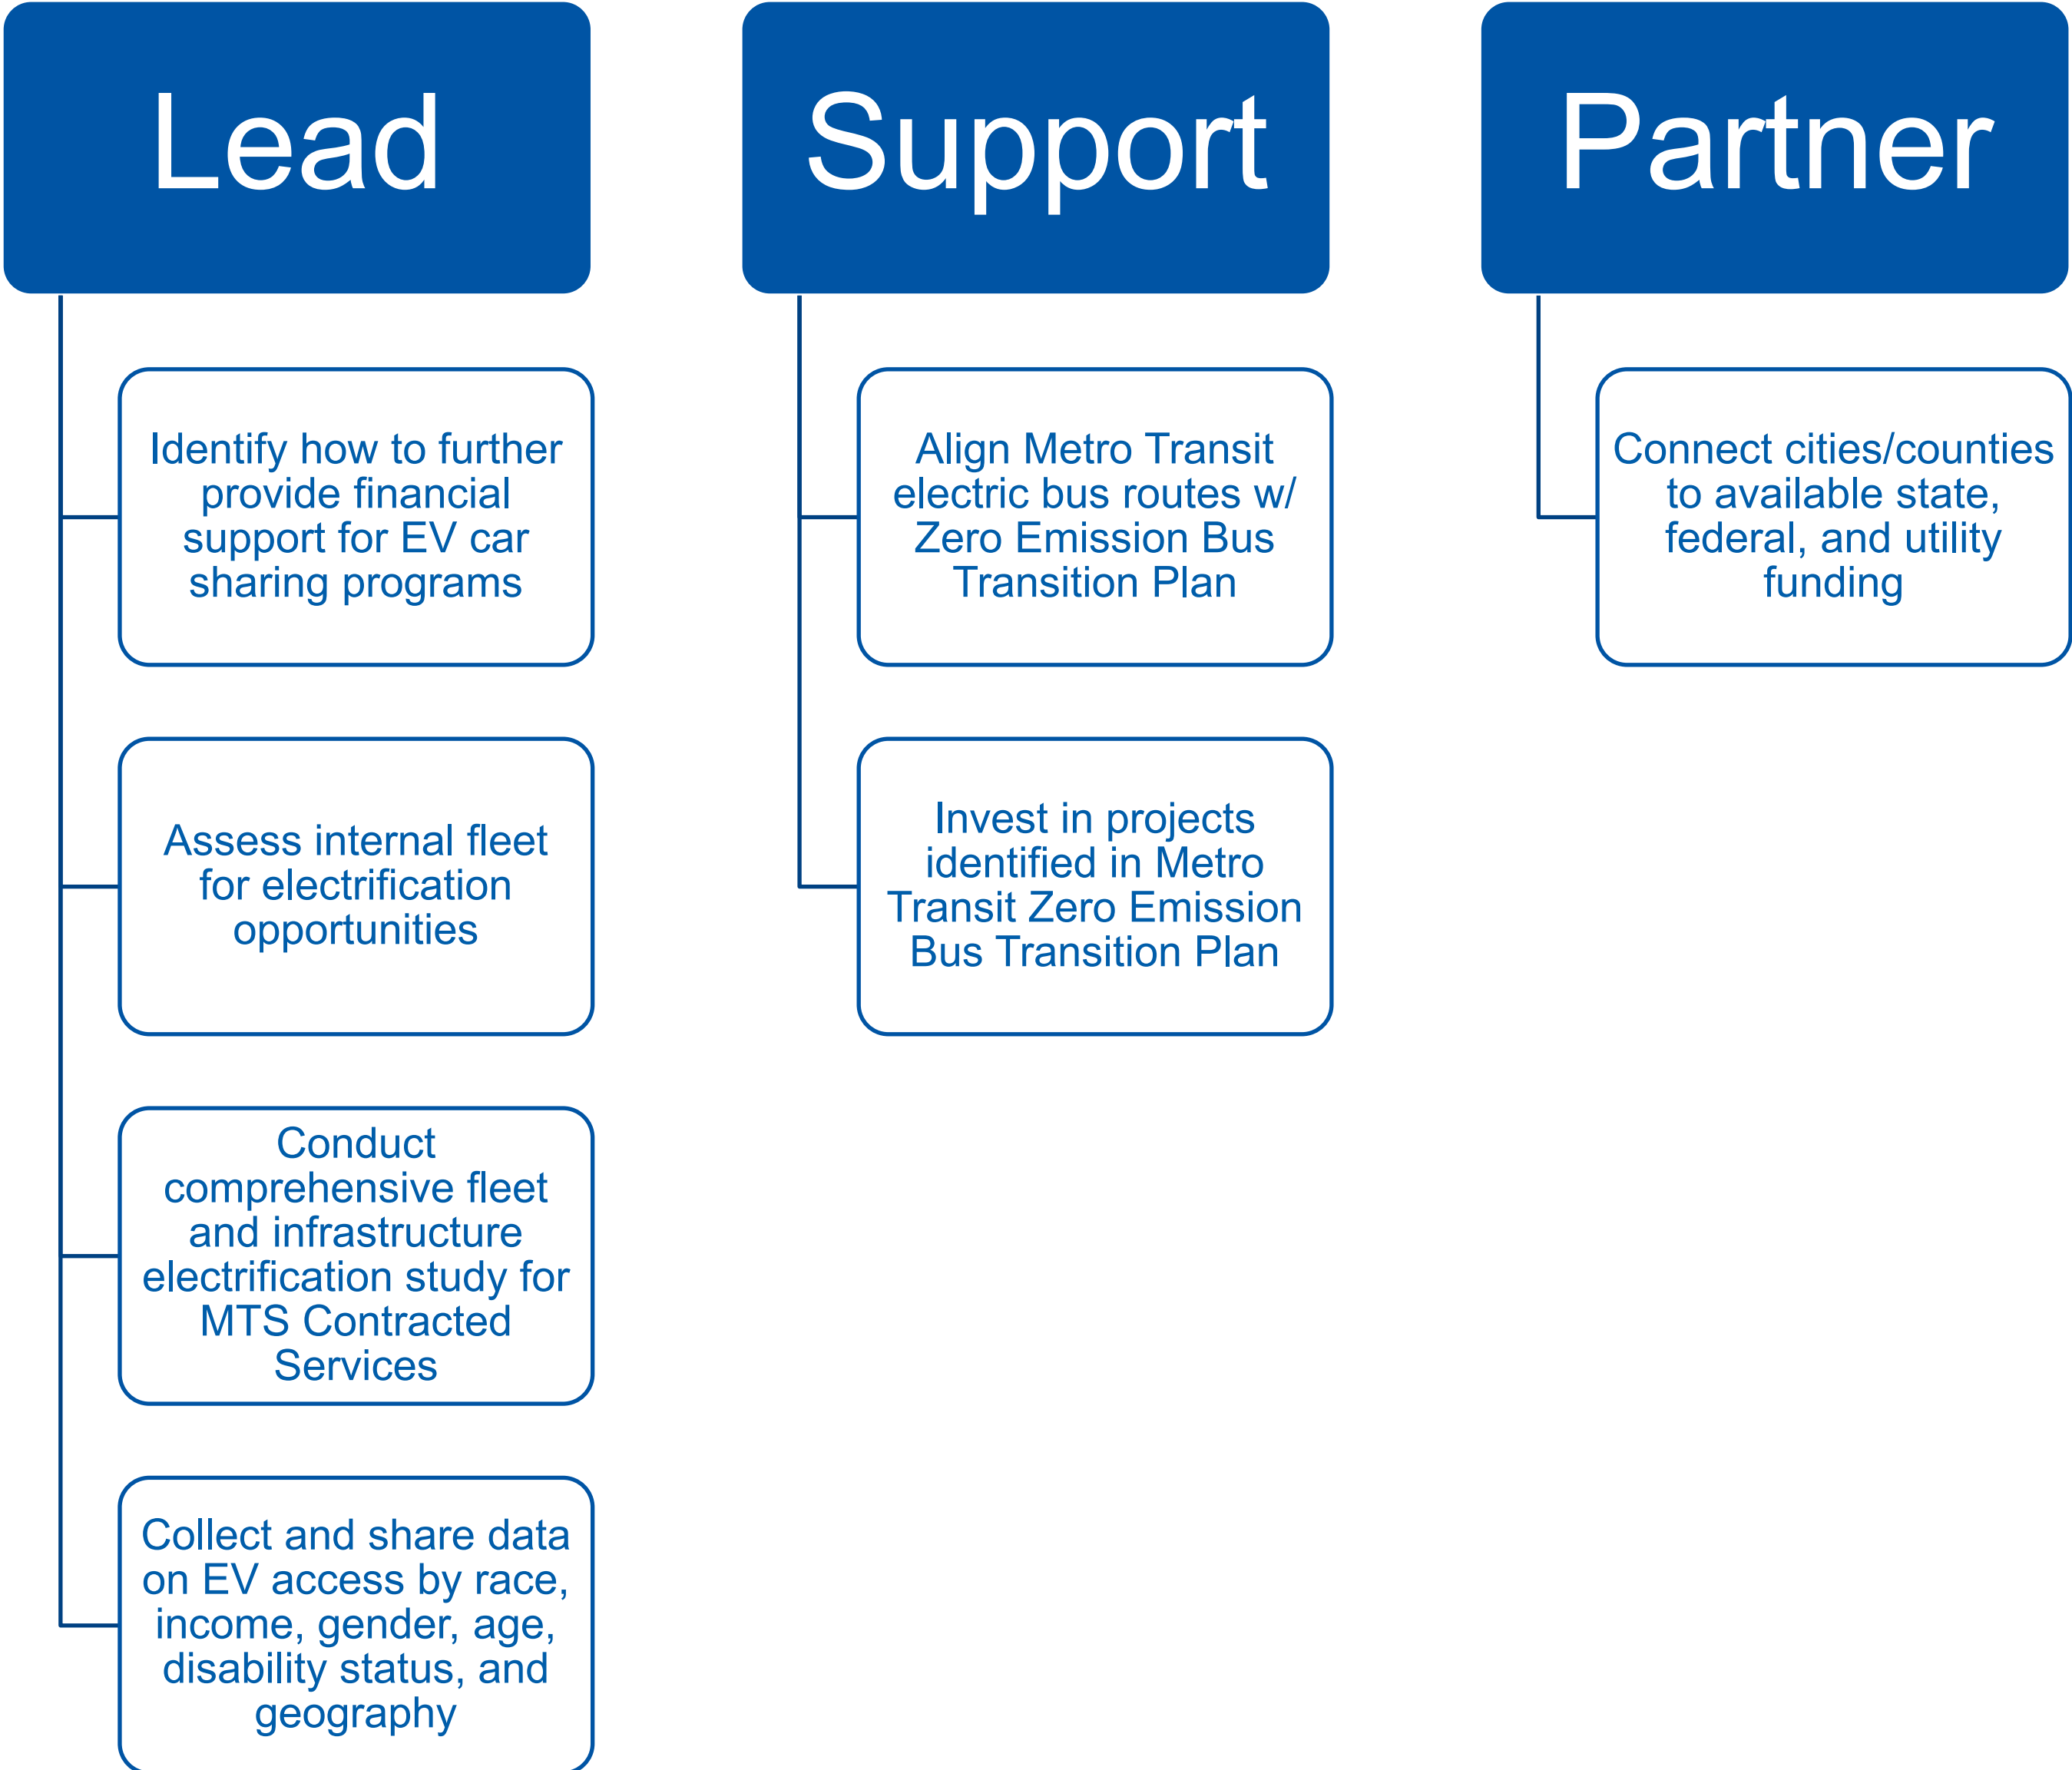 Lead
Identify how to further
provide financial
support for EV car
sharing programs
Assess internal fleet
for electrification
opportunities
Conduct
comprehensive fleet
and infrastructure
electrification study for
MTS Contracted
Services
Collect and share data
on EV access by race,
income, gender, age,
disability status, and
geography
Support
Align Metro Transit
electric bus routes w/
Zero Emission Bus
Transition Plan
Invest in projects
identified in Metro
Transit Zero Emission
Bus Transition Plan
Partner
Connect cities/counties
to available state,
federal, and utility
funding